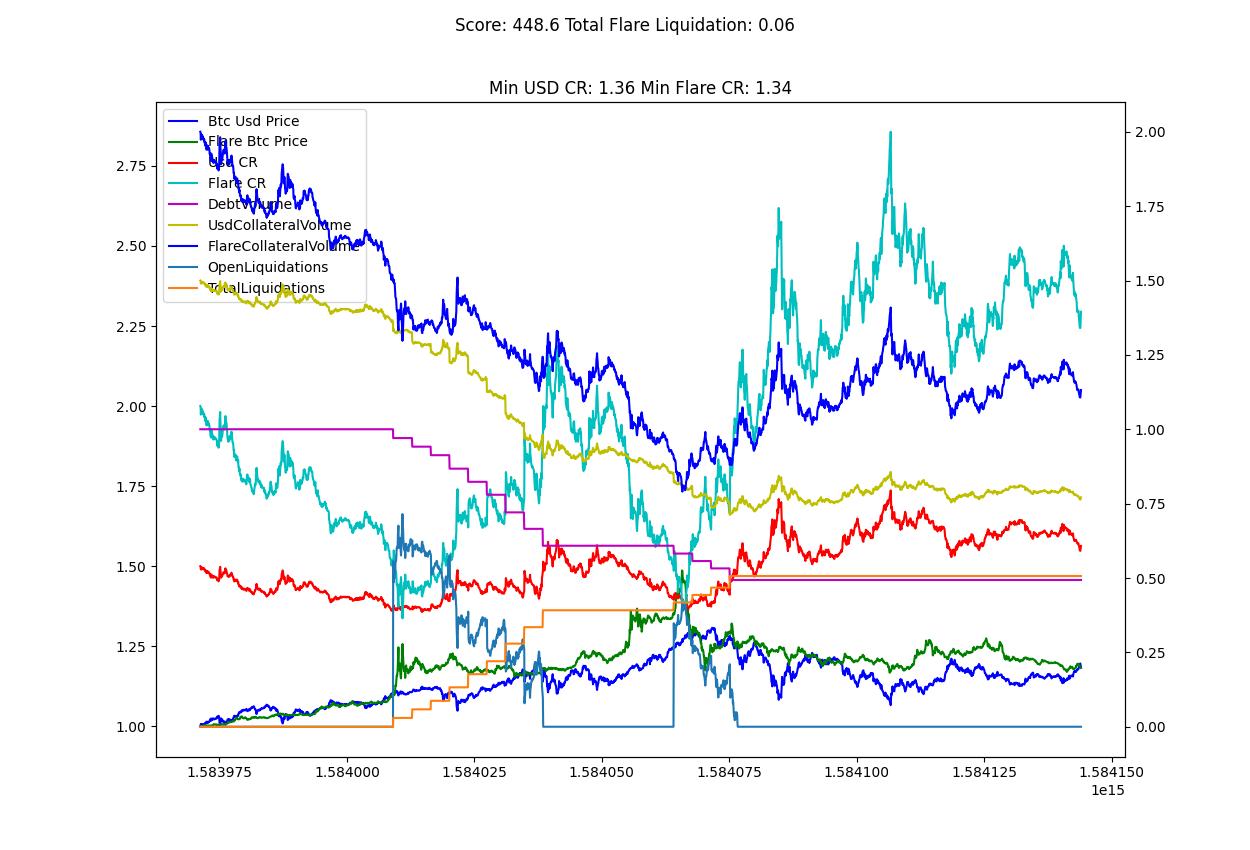 Score: 448.6 Total Flare Liquidation: 0.06
Min USD CR: 1.36 Min Flare CR: 1.34
Btc Usd Price
Flare Btc Price
Usd CR
Flare CR
DebtVolume
UsdCollateralVolume
FlareCollateralVolume
OpenLiquidations
TotalLiquidations
2.75
2.50
2.25
2.00
1.75
1.50
1.25
1.00
2.00
1.75
1.50
1.25
1.00
0.75
0.50
0.25
0.00
1.583975 1.584000 1.584025 1.584050 1.584075 1.584100 1.584125 1.584150
1e15